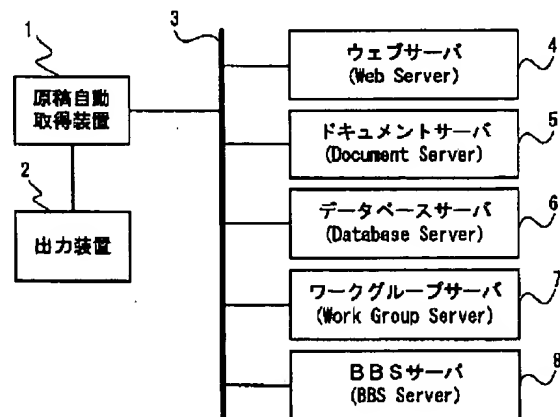 1
原稿自動
取得装置
2
出力装置
3
ウェブサーバ
(Web Server)
4
ドキュメントサーバ
(Document Server)
5
データベースサーバ
(Database Server)
6
ワークグループサーバ
(Work Group Server)
7
BBSサーバ
(BBS Server)
8